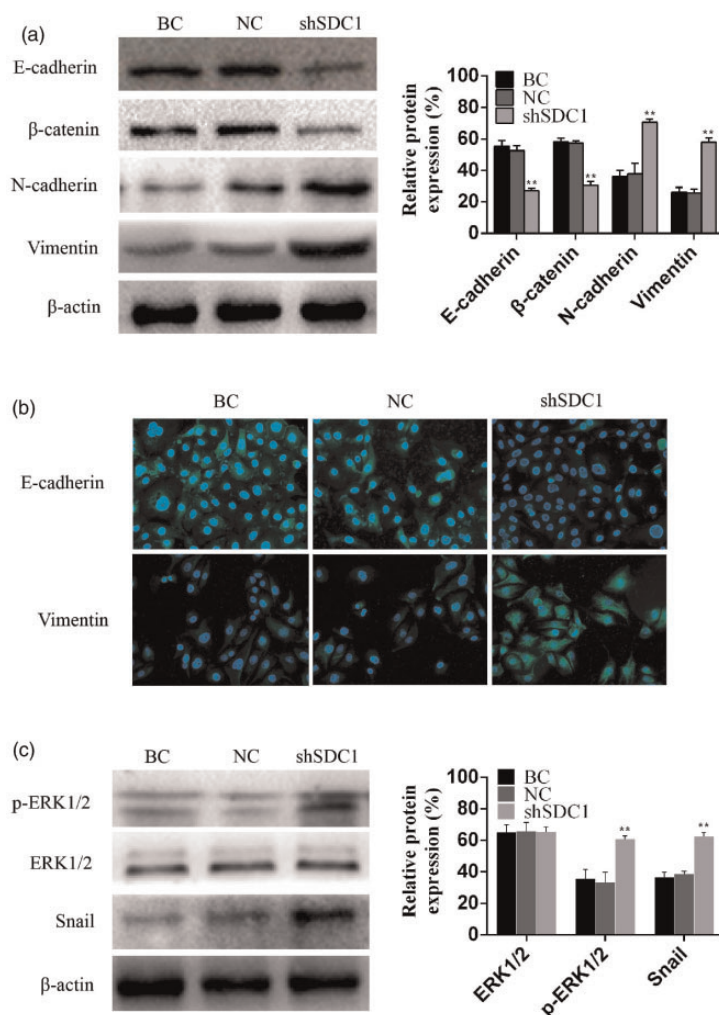 (a)
BC NC shSDC1
E-cadherin
β-catenin
N-cadherin
Vimentin
β-actin
Relative protein
expression (%)
100
80
60
40
20
0
BC
NC
shSDC1
**
**
**
**
E-cadherin
β-catenin
N-cadherin
Vimentin
(b)
BC NC shSDC1
E-cadherin
Vimentin
(c)
BC NC shSDC1
p-ERK1/2
ERK1/2
Snail
β-actin
Relative protein
expression (%)
100
80
60
40
20
0
BC
NC
shSDC1
**
**
ERK1/2
p-ERK1/2
Snail